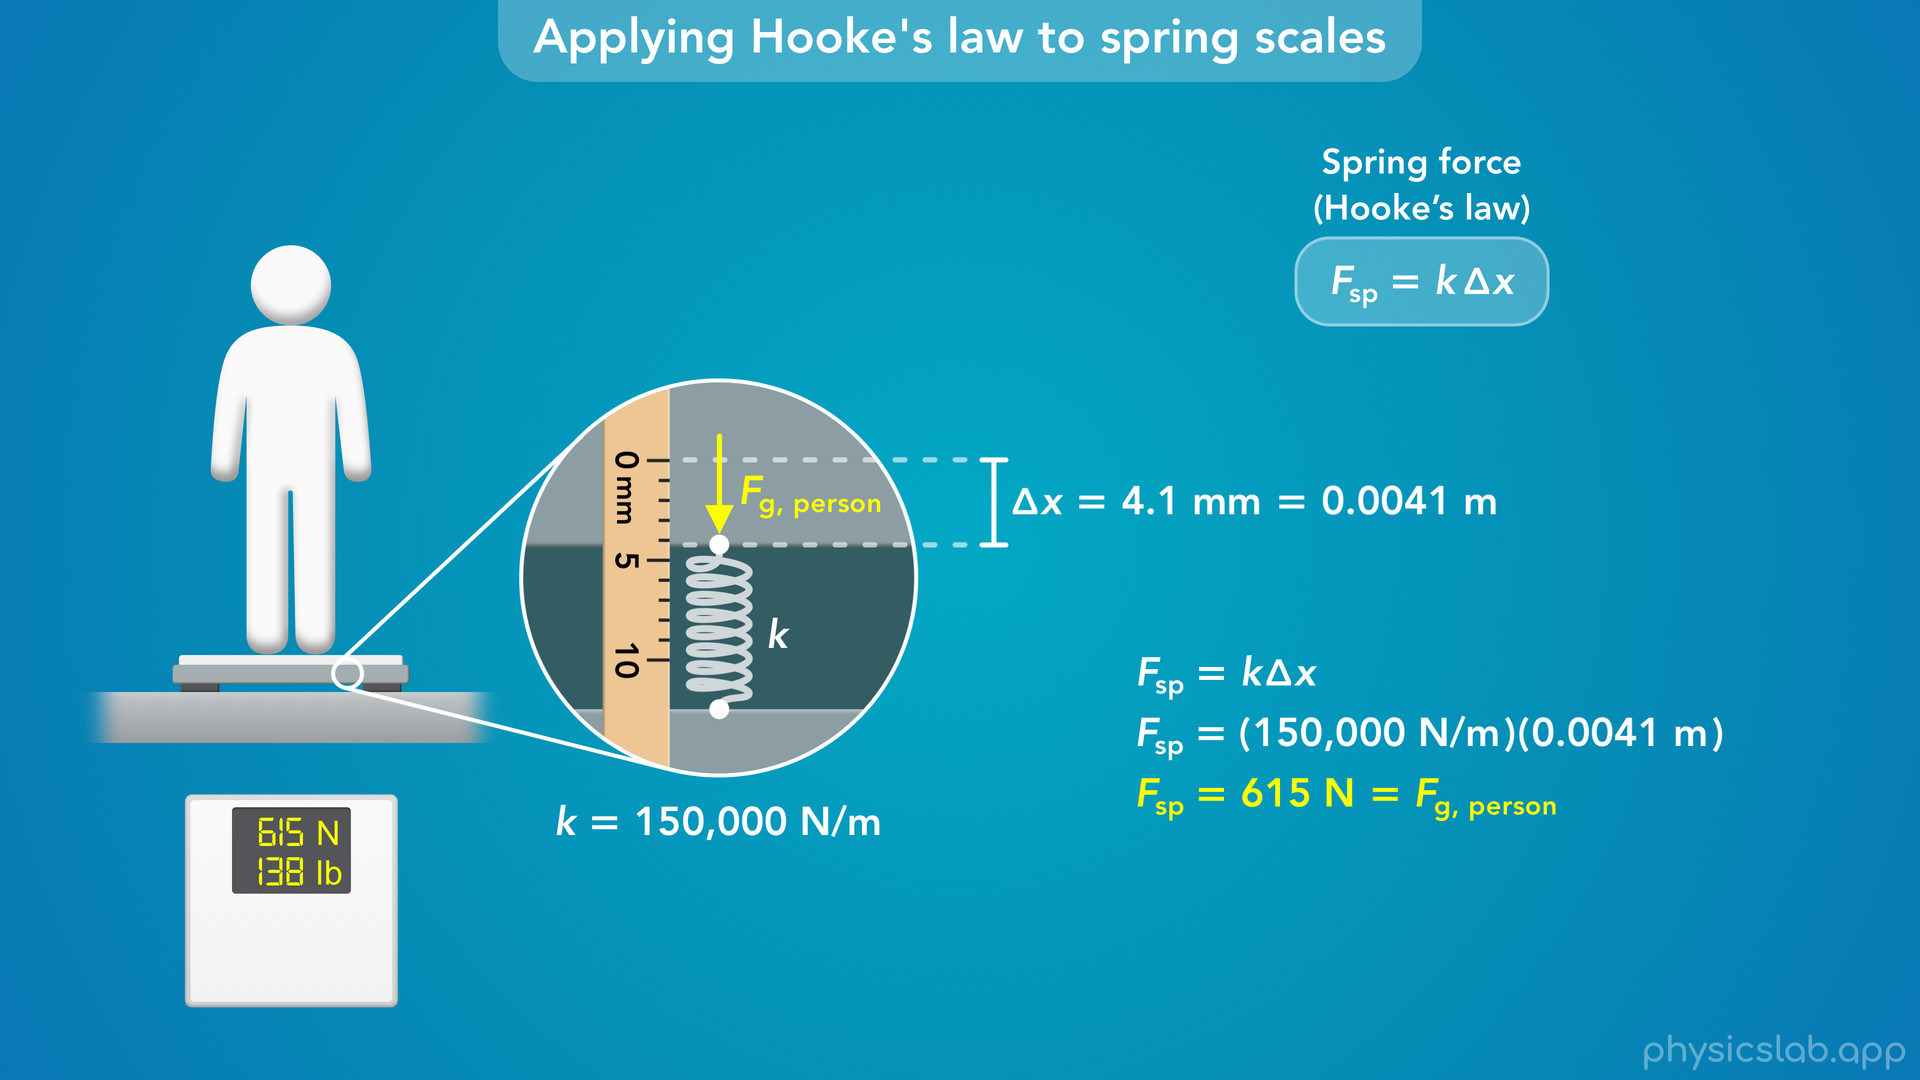 Applying Hooke's law to spring scales
Spring force
(Hooke’s law)
Fsp = kΔx
0 mm
5
10
Fg, person
k
Δx = 4.1 mm = 0.0041 m
k = 150,000 N/m
Fsp = kΔx
Fsp = (150,000 N/m)(0.0041 m)
Fsp = 615 N = Fg, person
615 N
138 lb
physicslab.app